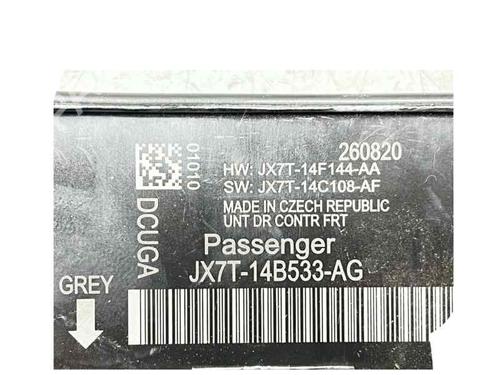 260820
01010
HW: JX7T-14F144-AA
SW: JX7T-14C108-AF
MADE IN CZECH REPUBLIC
UNT DR CONTR FRT
DCUGA
Passenger
JX7T-14B533-AG
GREY